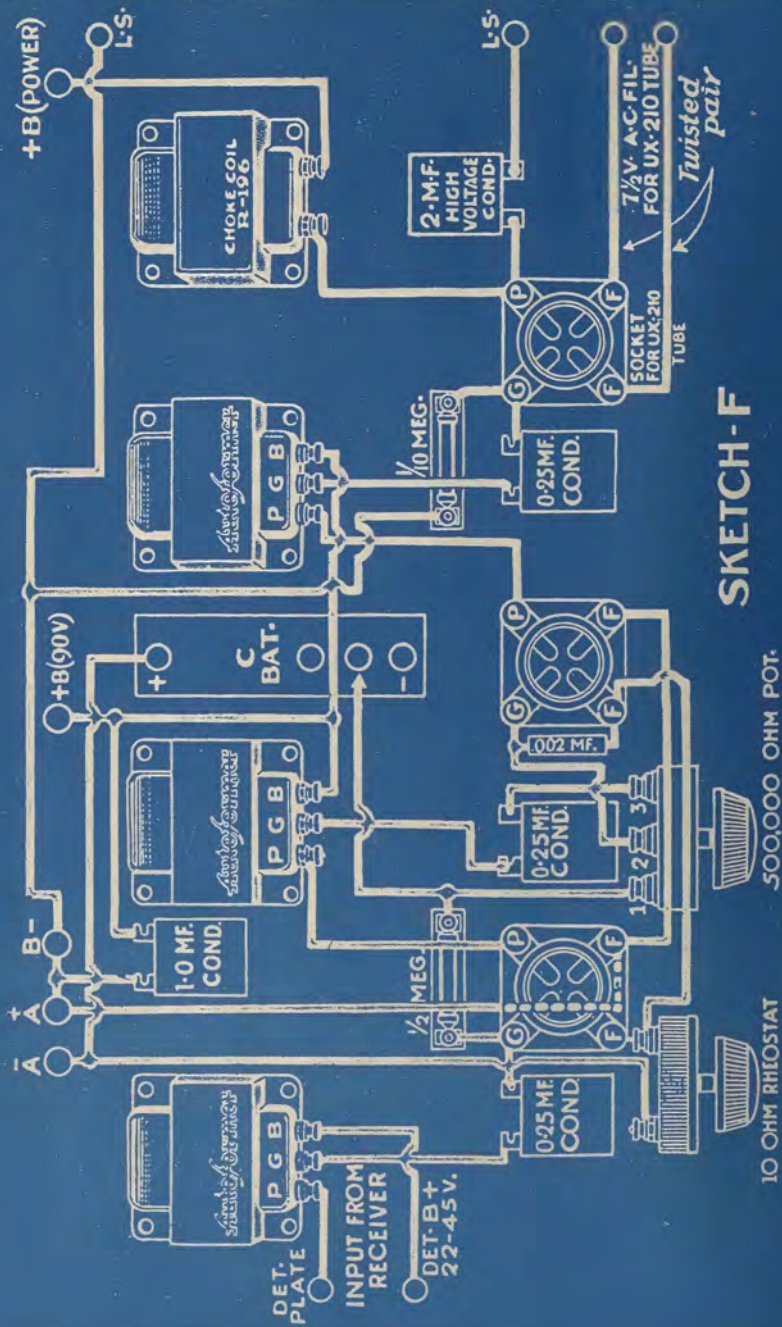 A -
A +
B-
+B(90V)
+B(POWER)
L·S·
1·0 MF.
COND.
C
BAT.
+
-
CHOKE COIL
R-196
P G B
P G B
P G B
DET.
PLATE
INPUT FROM
RECEIVER
DET·B+
22-45V.
½ MEG.
1/10 MEG.
2·M·F·
HIGH
VOLTAGE
COND.
L·S·
0·25 MF.
COND.
G P
F F
0·25 MF.
COND.
1 2 3
.002 MF.
G P
F F
0·25 MF.
COND.
G P
F F
SOCKET
FOR UX·210
TUBE
7½ V· A·C·FIL·
FOR UX·210 TUBE
Twisted
pair
10 OHM RHEOSTAT
500,000 OHM POT.
SKETCH-F